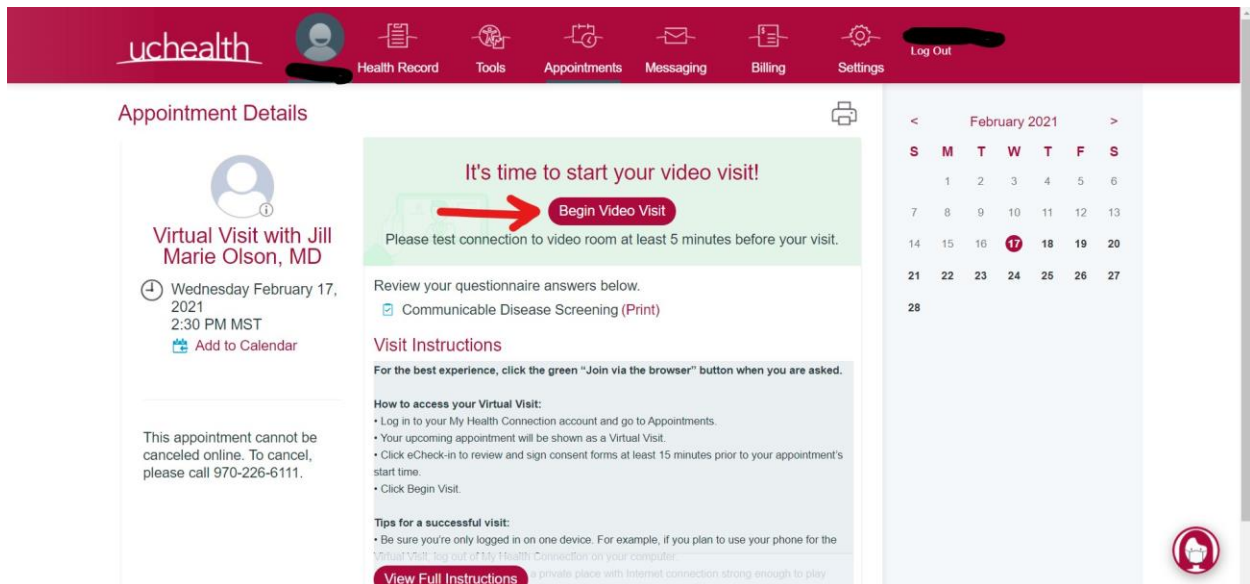 uchealth
Health Record
Tools
Appointments
Messaging
Billing
Settings
Log Out
Appointment Details
Virtual Visit with Jill
Marie Olson, MD
Wednesday February 17,
2021
2:30 PM MST
Add to Calendar
This appointment cannot be
canceled online. To cancel,
please call 970-226-6111.
It's time to start your video visit!
Begin Video Visit
Please test connection to video room at least 5 minutes before your visit.
Review your questionnaire answers below.
Communicable Disease Screening (Print)
Visit Instructions
For the best experience, click the green “Join via the browser” button when you are asked.
How to access your Virtual Visit:
• Log in to your My Health Connection account and go to Appointments.
• Your upcoming appointment will be shown as a Virtual Visit.
• Click eCheck-in to review and sign consent forms at least 15 minutes prior to your appointment's
start time.
• Click Begin Visit.
Tips for a successful visit:
• Be sure you're only logged in on one device. For example, if you plan to use your phone for the
Virtual Visit, log out of My Health Connection on your computer.
a private place with internet connection strong enough to play
View Full Instructions
< February 2021 >
S M T W T F S
1 2 3 4 5 6
7 8 9 10 11 12 13
14 15 16 17 18 19 20
21 22 23 24 25 26 27
28